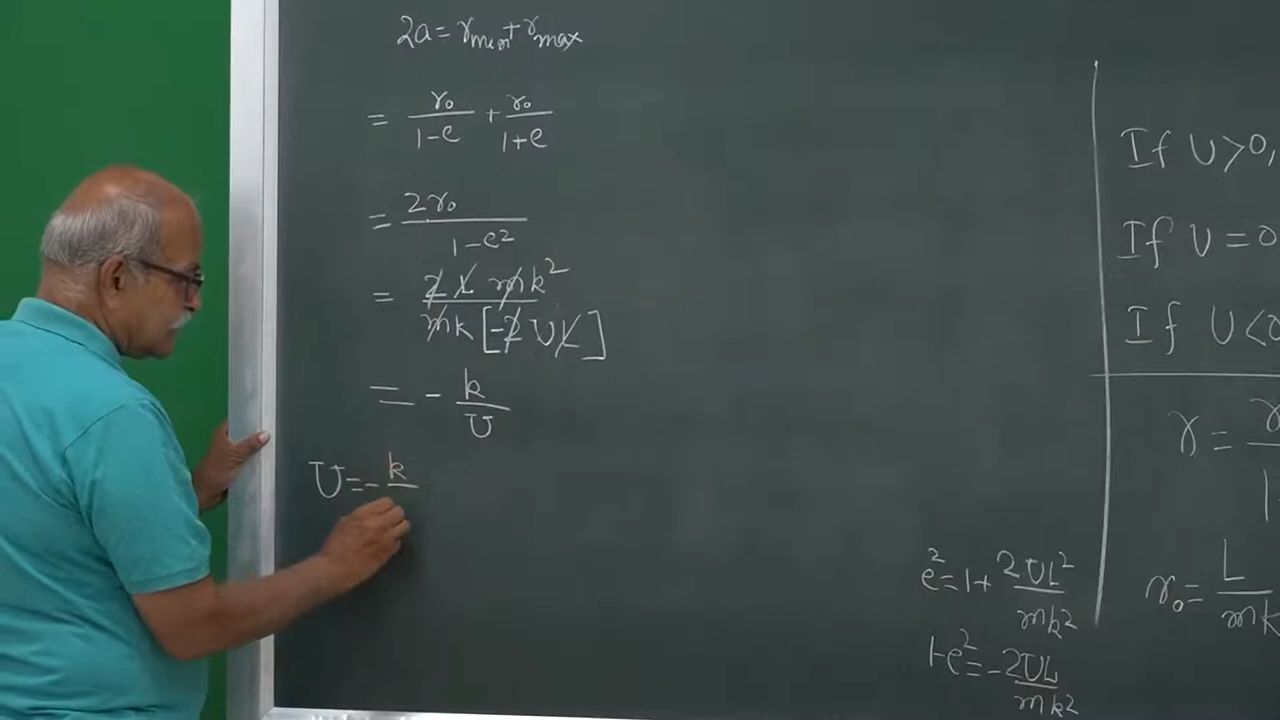 2a = r_min + r_max
= r₀/(1-e) + r₀/(1+e)
= 2r₀/(1-e²)
= 2 L mk²/(mk[-2 U L])
= - k/U
U = - k/
e² = 1 + 2UL²/mk²
1-e² = -2UL/mk²
If U>0,
If U = 0
If U<0
r = r
1
r₀ = L/mk